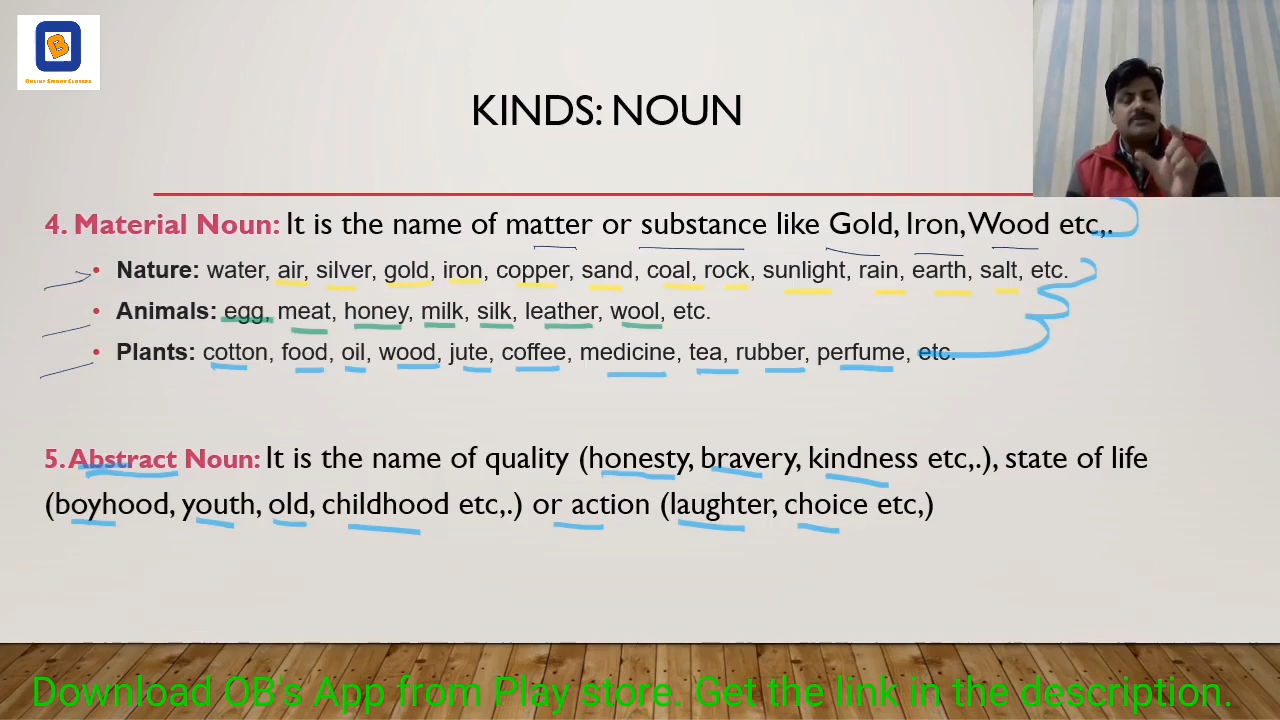 ONLINE SMART CLASSES
KINDS: NOUN
4. Material Noun: It is the name of matter or substance like Gold, Iron, Wood etc,.
• Nature: water, air, silver, gold, iron, copper, sand, coal, rock, sunlight, rain, earth, salt, etc.
• Animals: egg, meat, honey, milk, silk, leather, wool, etc.
• Plants: cotton, food, oil, wood, jute, coffee, medicine, tea, rubber, perfume, etc.
5. Abstract Noun: It is the name of quality (honesty, bravery, kindness etc,.), state of life
(boyhood, youth, old, childhood etc,.) or action (laughter, choice etc,)
Download OB's App from Play store. Get the link in the description.